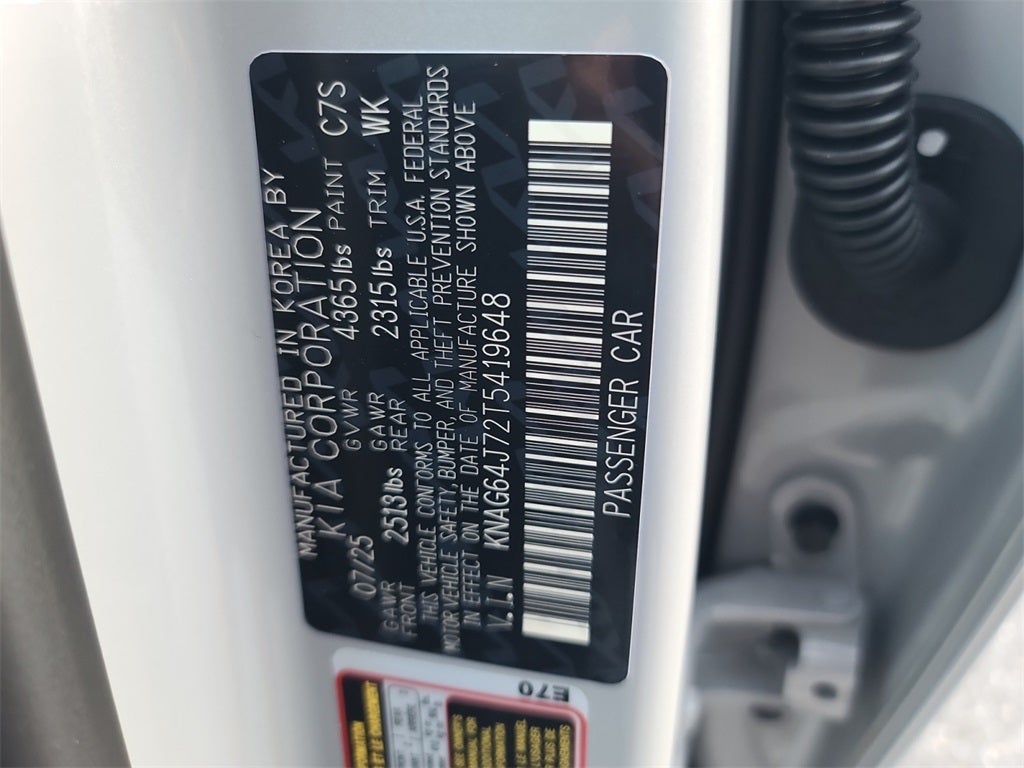 MANUFACTURED IN KOREA BY
KIA CORPORATION
07/25 GVWR 4365lbs PAINT C7S
GAWR FRONT 2513lbs GAWR REAR 2315lbs TRIM WK
THIS VEHICLE CONFORMS TO ALL APPLICABLE U.S.A. FEDERAL
MOTOR VEHICLE SAFETY, BUMPER, AND THEFT PREVENTION STANDARDS
IN EFFECT ON THE DATE OF MANUFACTURE SHOWN ABOVE
V.I.N KNAG64J72T5419648
PASSENGER CAR
E70